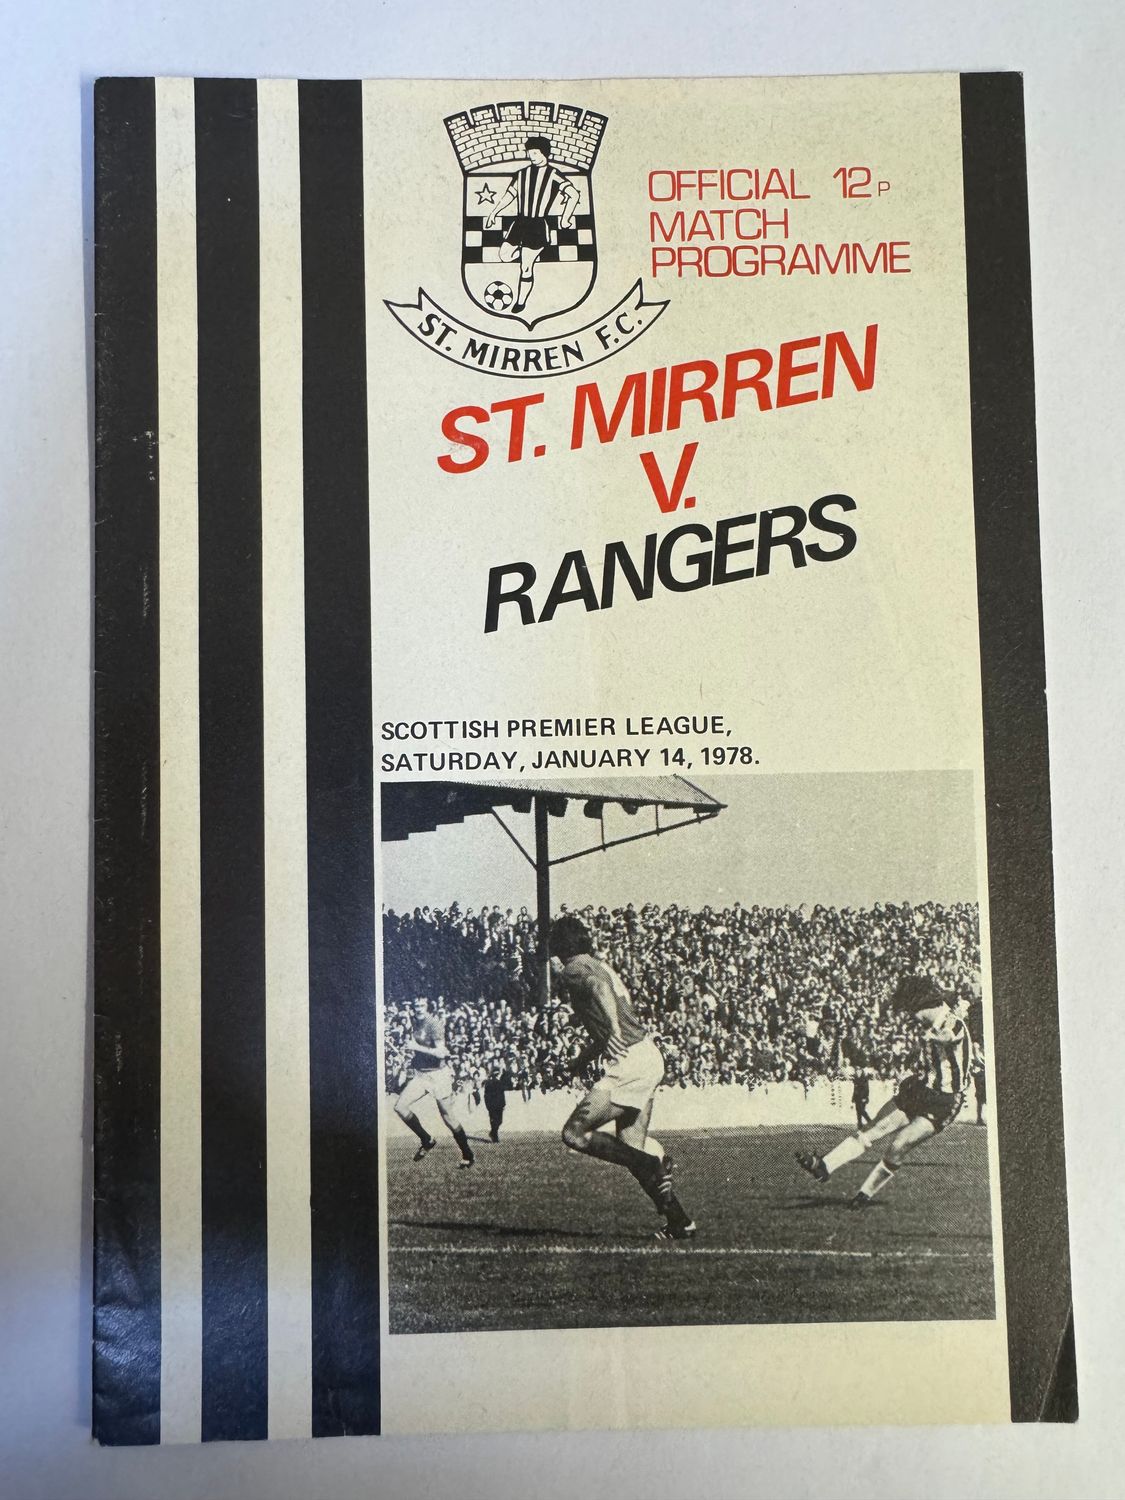 ST. MIRREN F.C.
OFFICIAL 12P
MATCH
PROGRAMME
ST. MIRREN
V.
RANGERS
SCOTTISH PREMIER LEAGUE,
SATURDAY, JANUARY 14, 1978.